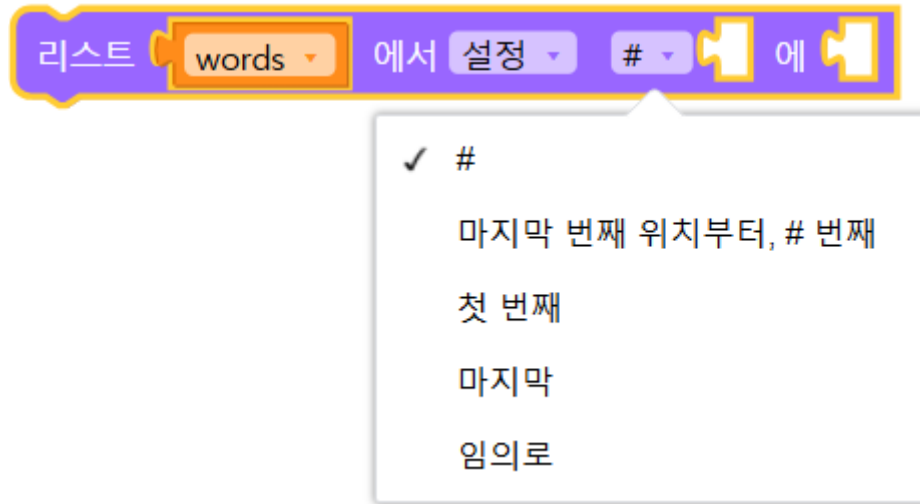 리스트 words 에서 설정 # 에
#
마지막 번째 위치부터, # 번째
첫 번째
마지막
임의로